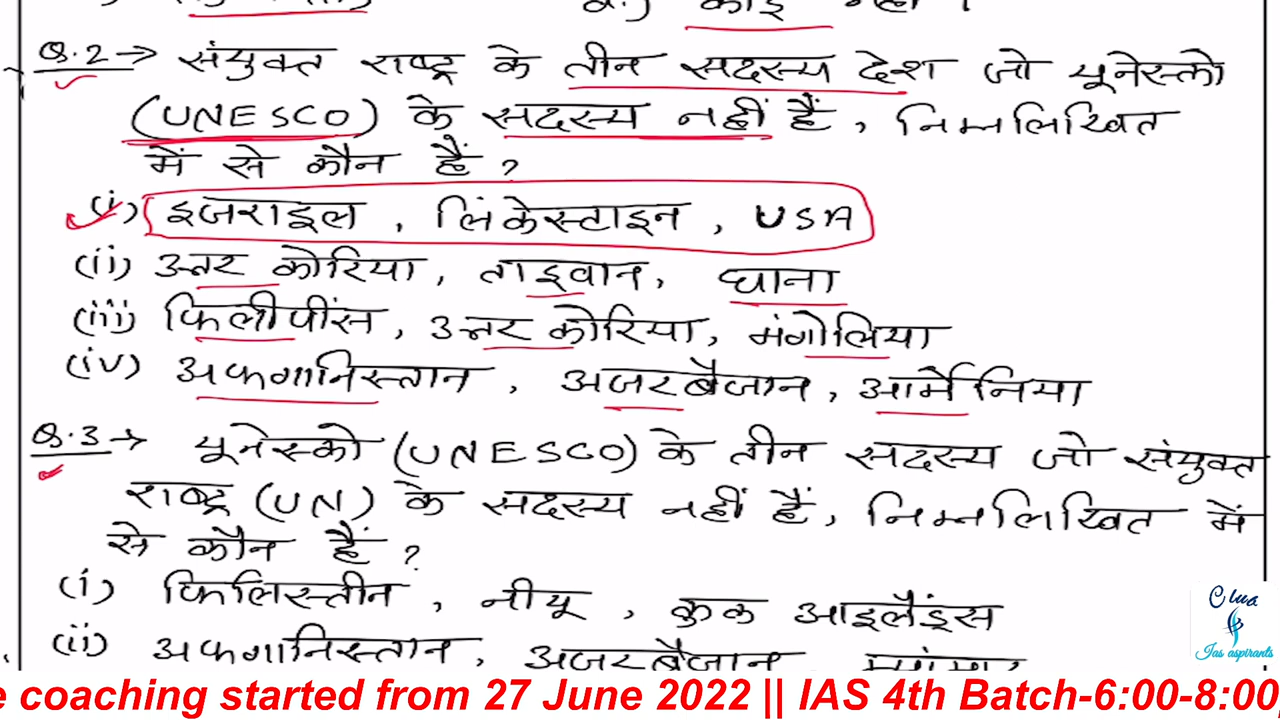 2.) कोई नहीं ।
Q.2→ संयुक्त राष्ट्र के तीन सदस्य देश जो यूनेस्को
(UNESCO) के सदस्य नहीं हैं, निम्नलिखित
में से कौन हैं ?
(i) इजराइल, लिंकेस्टाइन, USA
(ii) उत्तर कोरिया, ताइवान, घाना
(iii) फिलीपींस, उत्तर कोरिया, मंगोलिया
(iv) अफगानिस्तान, अजरबैजान, आर्मेनिया
Q.3→ यूनेस्को (UNESCO) के तीन सदस्य जो संयुक्त
राष्ट्र (UN) के सदस्य नहीं हैं, निम्नलिखित में
से कौन हैं ?
(i) फिलिस्तीन, नीयू, कुक आइलैंड्स
(ii) अफगानिस्तान, अजरबैजान
Ias aspirants
e coaching started from 27 June 2022 || IAS 4th Batch-6:00-8:00